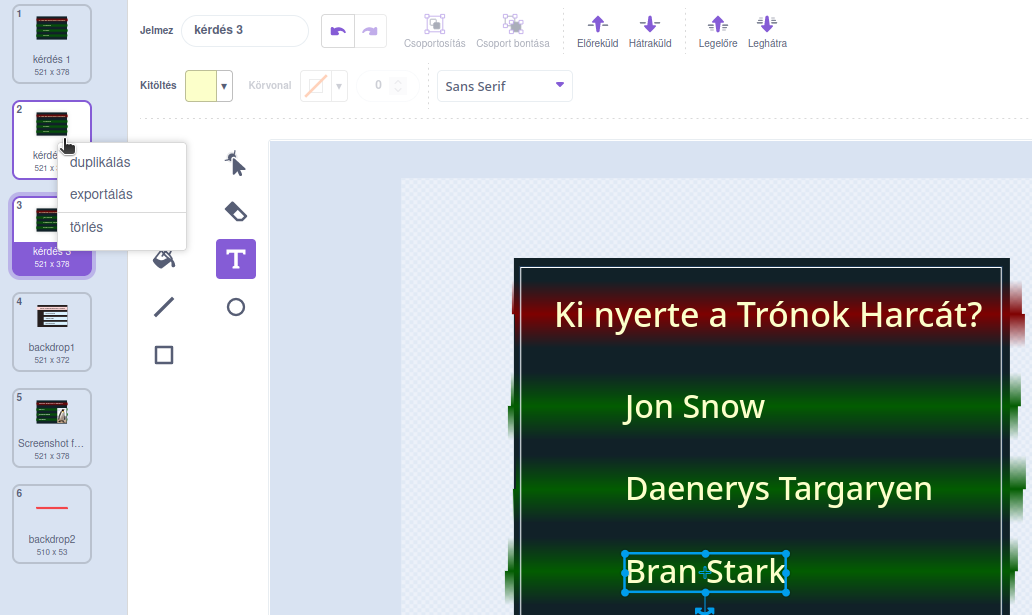 1
kérdés 1
521 x 378
2
521
3
kérdés 3
521 x 378
4
backdrop1
521 x 372
5
Screenshot f...
521 x 378
6
backdrop2
510 x 53
duplikálás
exportálás
törlés
Jelmez
kérdés 3
Csoportosítás
Csoport bontása
Előreküld
Hátraküld
Legelőre
Leghátra
Kitöltés
Körvonal
0
Sans Serif
T
Ki nyerte a Trónok Harcát?
Jon Snow
Daenerys Targaryen
Bran Stark